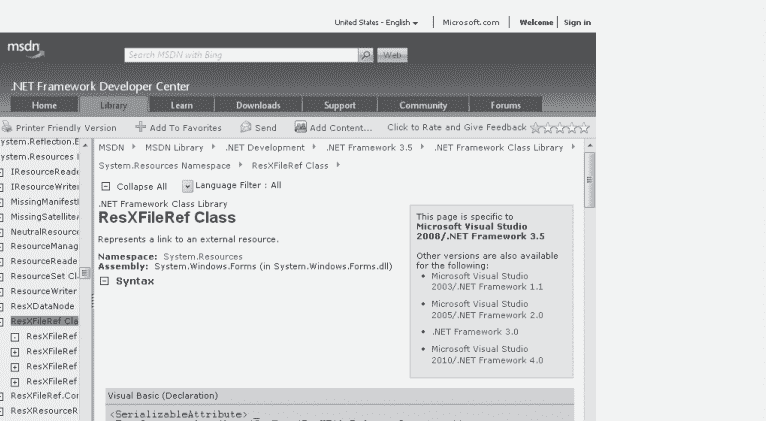 United States - English
Microsoft.com
Welcome
Sign in
msdn
Search MSDN with Bing
Web
.NET Framework Developer Center
Home
Library
Learn
Downloads
Support
Community
Forums
Printer Friendly Version
Add To Favorites
Send
Add Content...
Click to Rate and Give Feedback
ystem.Reflection.E
ystem.Resources
IResourceReade
IResourceWriter
MissingManifest
MissingSatellite
NeutralResource
ResourceManag
ResourceReade
ResourceSet Cl
ResourceWriter
ResXDataNode
ResXFileRef Cla
ResXFileRef
ResXFileRef
ResXFileRef
ResXFileRef
ResXFileRef.Con
ResXResourceR
MSDN
MSDN Library
.NET Development
.NET Framework 3.5
.NET Framework Class Library
System.Resources Namespace
ResXFileRef Class
Collapse All
Language Filter : All
.NET Framework Class Library
ResXFileRef Class
Represents a link to an external resource.
Namespace: System.Resources
Assembly: System.Windows.Forms (in System.Windows.Forms.dll)
Syntax
This page is specific to
Microsoft Visual Studio
2008/.NET Framework 3.5
Other versions are also available
for the following:
• Microsoft Visual Studio
2003/.NET Framework 1.1
• Microsoft Visual Studio
2005/.NET Framework 2.0
• .NET Framework 3.0
• Microsoft Visual Studio
2010/.NET Framework 4.0
Visual Basic (Declaration)
<SerializableAttribute> _